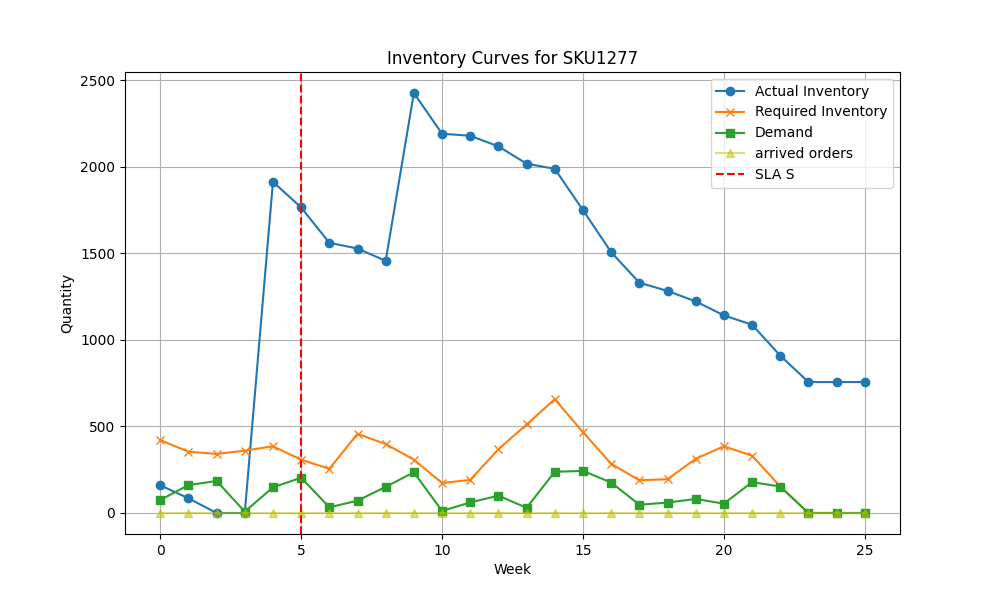 Inventory Curves for SKU1277
Actual Inventory
Required Inventory
Demand
arrived orders
SLA S
Quantity
2500
2000
1500
1000
500
0
0 5 10 15 20 25
Week